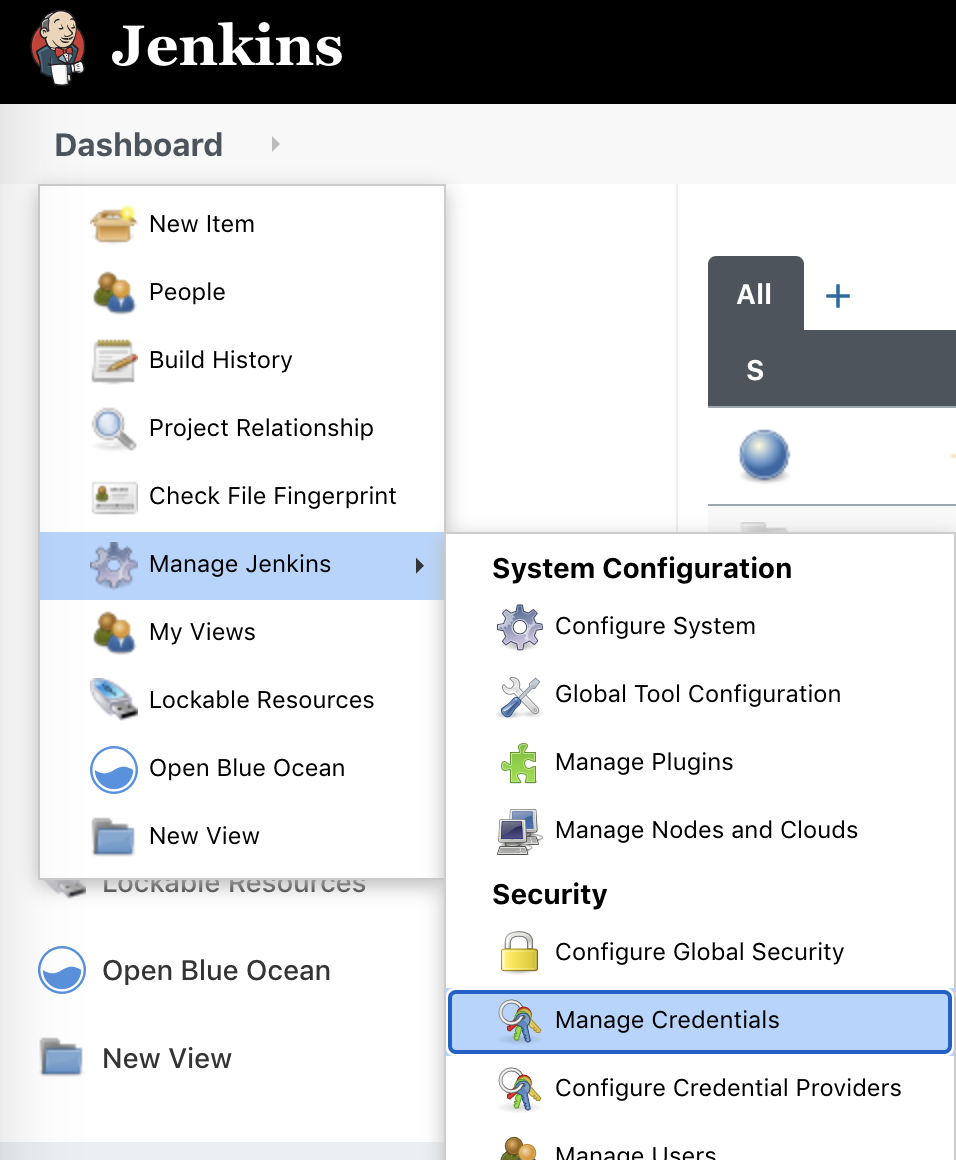 Jenkins
Dashboard
New Item
People
Build History
Project Relationship
Check File Fingerprint
Manage Jenkins
My Views
Lockable Resources
Open Blue Ocean
New View
Lockable Resources
Open Blue Ocean
New View
All +
S
System Configuration
Configure System
Global Tool Configuration
Manage Plugins
Manage Nodes and Clouds
Security
Configure Global Security
Manage Credentials
Configure Credential Providers
Manage Users